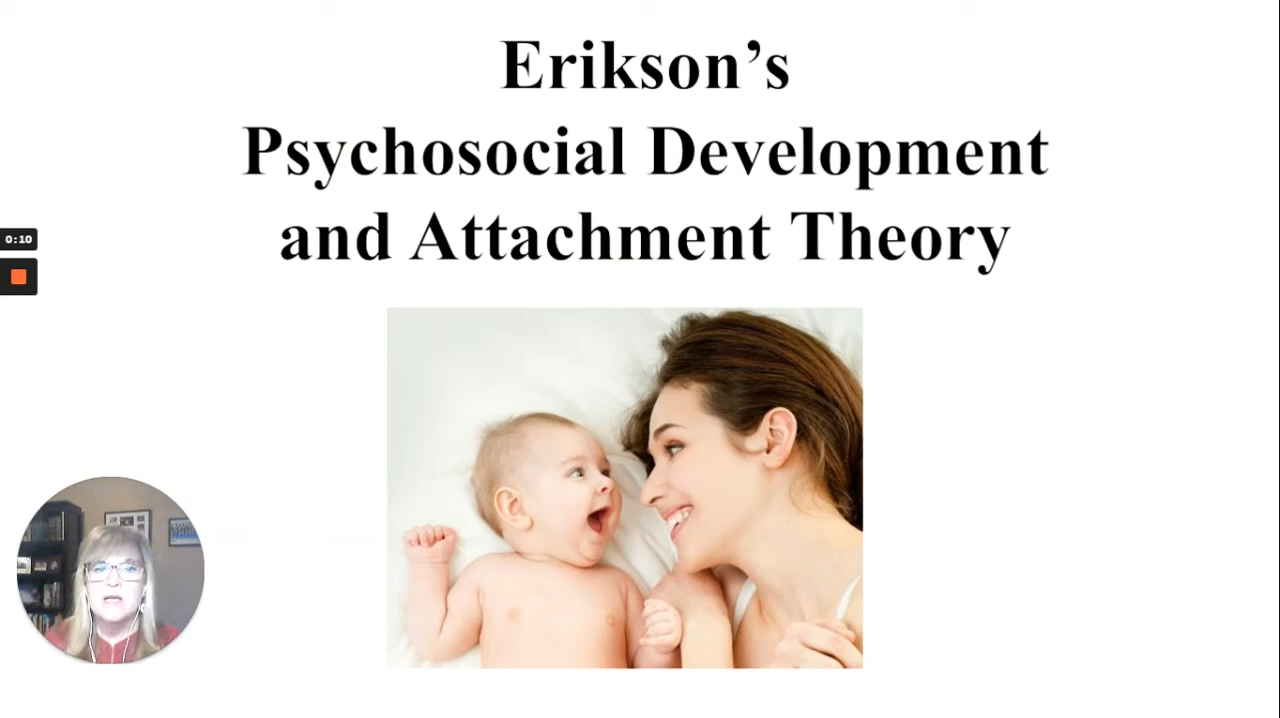 Erikson’s
Psychosocial Development
and Attachment Theory
0:10